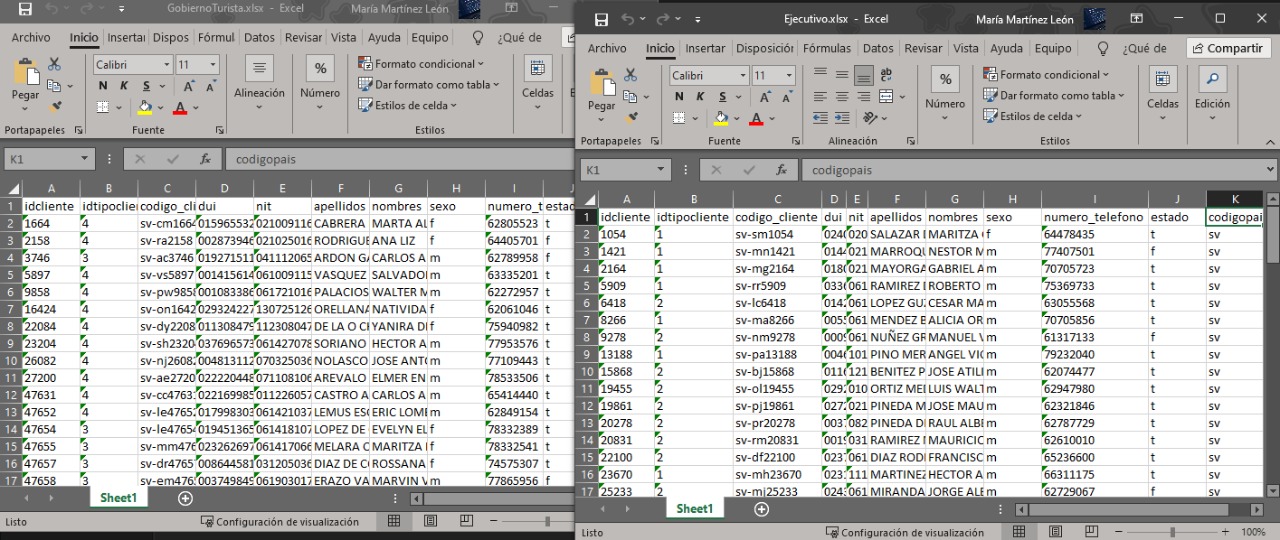 GobiernoTurista.xlsx - Excel María Martínez León
Archivo Inicio Insertar Dispos Fórmul Datos Revisar Vista Ayuda Equipo ¿Qué de
Pegar Calibri 11 N K S Alineación Número Formato condicional Dar formato como tabla Estilos de celda Celdas
Portapapeles Fuente Estilos
K1 fx codigopais
A B C D E F G H I
1 idcliente idtipoclie codigo_cli dui nit apellidos nombres sexo numero_t estad
2 1664 4 sv-cm1664 015965532 021009116 CABRERA MARTA AL f 62805523 t
3 2158 4 sv-ra2158 002873946 021025016 RODRIGUE ANA LIZ f 64405701 f
4 3746 3 sv-ac3746 019271511 041112065 ARDON GA CARLOS A m 62789958 f
5 5897 4 sv-vs5897 001415614 061009115 VASQUEZ SALVADO m 63335201 t
6 9858 4 sv-pw985 001083386 061721016 PALACIOS WALTER M m 62272957 t
7 16424 4 sv-on1642 029324227 130725126 ORELLANA NATIVIDA f 62061046 t
8 22084 4 sv-dy2208 011308479 112308047 DE LA O C YANIRA D f 75940982 t
9 23204 4 sv-sh2320 037696573 061427078 SORIANO HECTOR A m 77953576 t
10 26082 4 sv-nj26082 004813112 070325036 NOLASCO JOSE ANT m 77109443 t
11 27200 4 sv-ae2720 022220448 071108106 AREVALO ELMER EN m 78533506 t
12 47631 4 sv-cc4763 022169985 011226057 CASTRO A CARLOS A m 65414440 t
13 47652 4 sv-le4765 017998303 061421037 LEMUS ES ERIC LOM m 62849154 t
14 47654 3 sv-le4765 019451365 061418107 LOPEZ DE EVELYN EL f 78332389 t
15 47655 3 sv-mm476 023262697 061417066 MELARA C MARITZA f 78332541 t
16 47657 3 sv-dr4765 008644581 031205036 DIAZ DE C ROSSANA f 74575307 t
17 47658 3 sv-em476 003749849 061903017 ERAZO VA MARVIN m 77865956 f
Sheet1
Listo Configuración de visualización
Ejecutivo.xlsx - Excel María Martínez León
Archivo Inicio Insertar Disposición Fórmulas Datos Revisar Vista Ayuda Equipo ¿Qué de Compartir
Pegar Calibri 11 N K S ab Número Formato condicional Dar formato como tabla Estilos de celda Celdas Edición
Portapapeles Fuente Alineación Estilos
K1 fx codigopais
A B C D E F G H I J K
1 idcliente idtipocliente codigo_cliente dui nit apellidos nombres sexo numero_telefono estado codigopai
2 1054 1 sv-sm1054 024 020 SALAZAR MARITZA f 64478435 t sv
3 1421 1 sv-mn1421 014 021 MARROQU NESTOR M m 77407501 f sv
4 2164 1 sv-mg2164 018 021 MAYORGA GABRIEL A m 70705723 t sv
5 5909 1 sv-rr5909 033 061 RAMIREZ ROBERTO m 75369733 t sv
6 6418 2 sv-lc6418 014 061 LOPEZ GU CESAR MA m 63055568 t sv
7 8266 1 sv-ma8266 005 061 MENDEZ B ALICIA OR m 70705856 t sv
8 9278 2 sv-nm9278 000 061 NUÑEZ GR MANUEL V m 61317133 f sv
9 13188 1 sv-pa13188 004 101 PINO MER ANGEL VIC m 79232040 t sv
10 15868 2 sv-bj15868 011 121 BENITEZ P JOSE ATIL m 62074477 t sv
11 19455 2 sv-ol19455 029 010 ORTIZ MEL LUIS WALT m 62947980 t sv
12 19861 2 sv-pj19861 027 021 PINEDA M JOSE MAU m 62321846 t sv
13 20278 2 sv-pr20278 003 082 PINEDA D RAUL ALB m 62787729 t sv
14 20831 2 sv-rm20831 001 031 RAMIREZ MAURICIO m 62610010 t sv
15 22100 2 sv-df22100 023 061 DIAZ ROD FRANCISC m 65236600 t sv
16 23670 1 sv-mh23670 023 111 MARTINEZ HECTOR A m 66311175 t sv
17 25233 2 sv-mj25233 024 061 MIRANDA JORGE AL m 62729067 f sv
Sheet1
Listo Configuración de visualización 100%